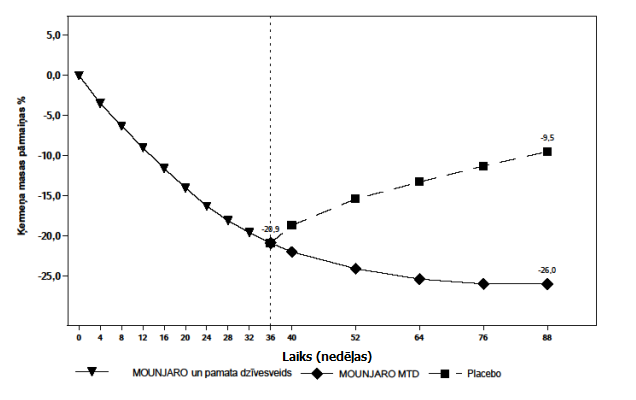 5,0
0,0
-5,0
-10,0
-15,0
-20,0
-25,0
Ķermeņa masas pārmaiņas %
-20,9
-9,5
-26,0
0 4 8 12 16 20 24 28 32 36 40 52 64 76 88
Laiks (nedēļas)
MOUNJARO un pamata dzīvesveids MOUNJARO MTD Placebo